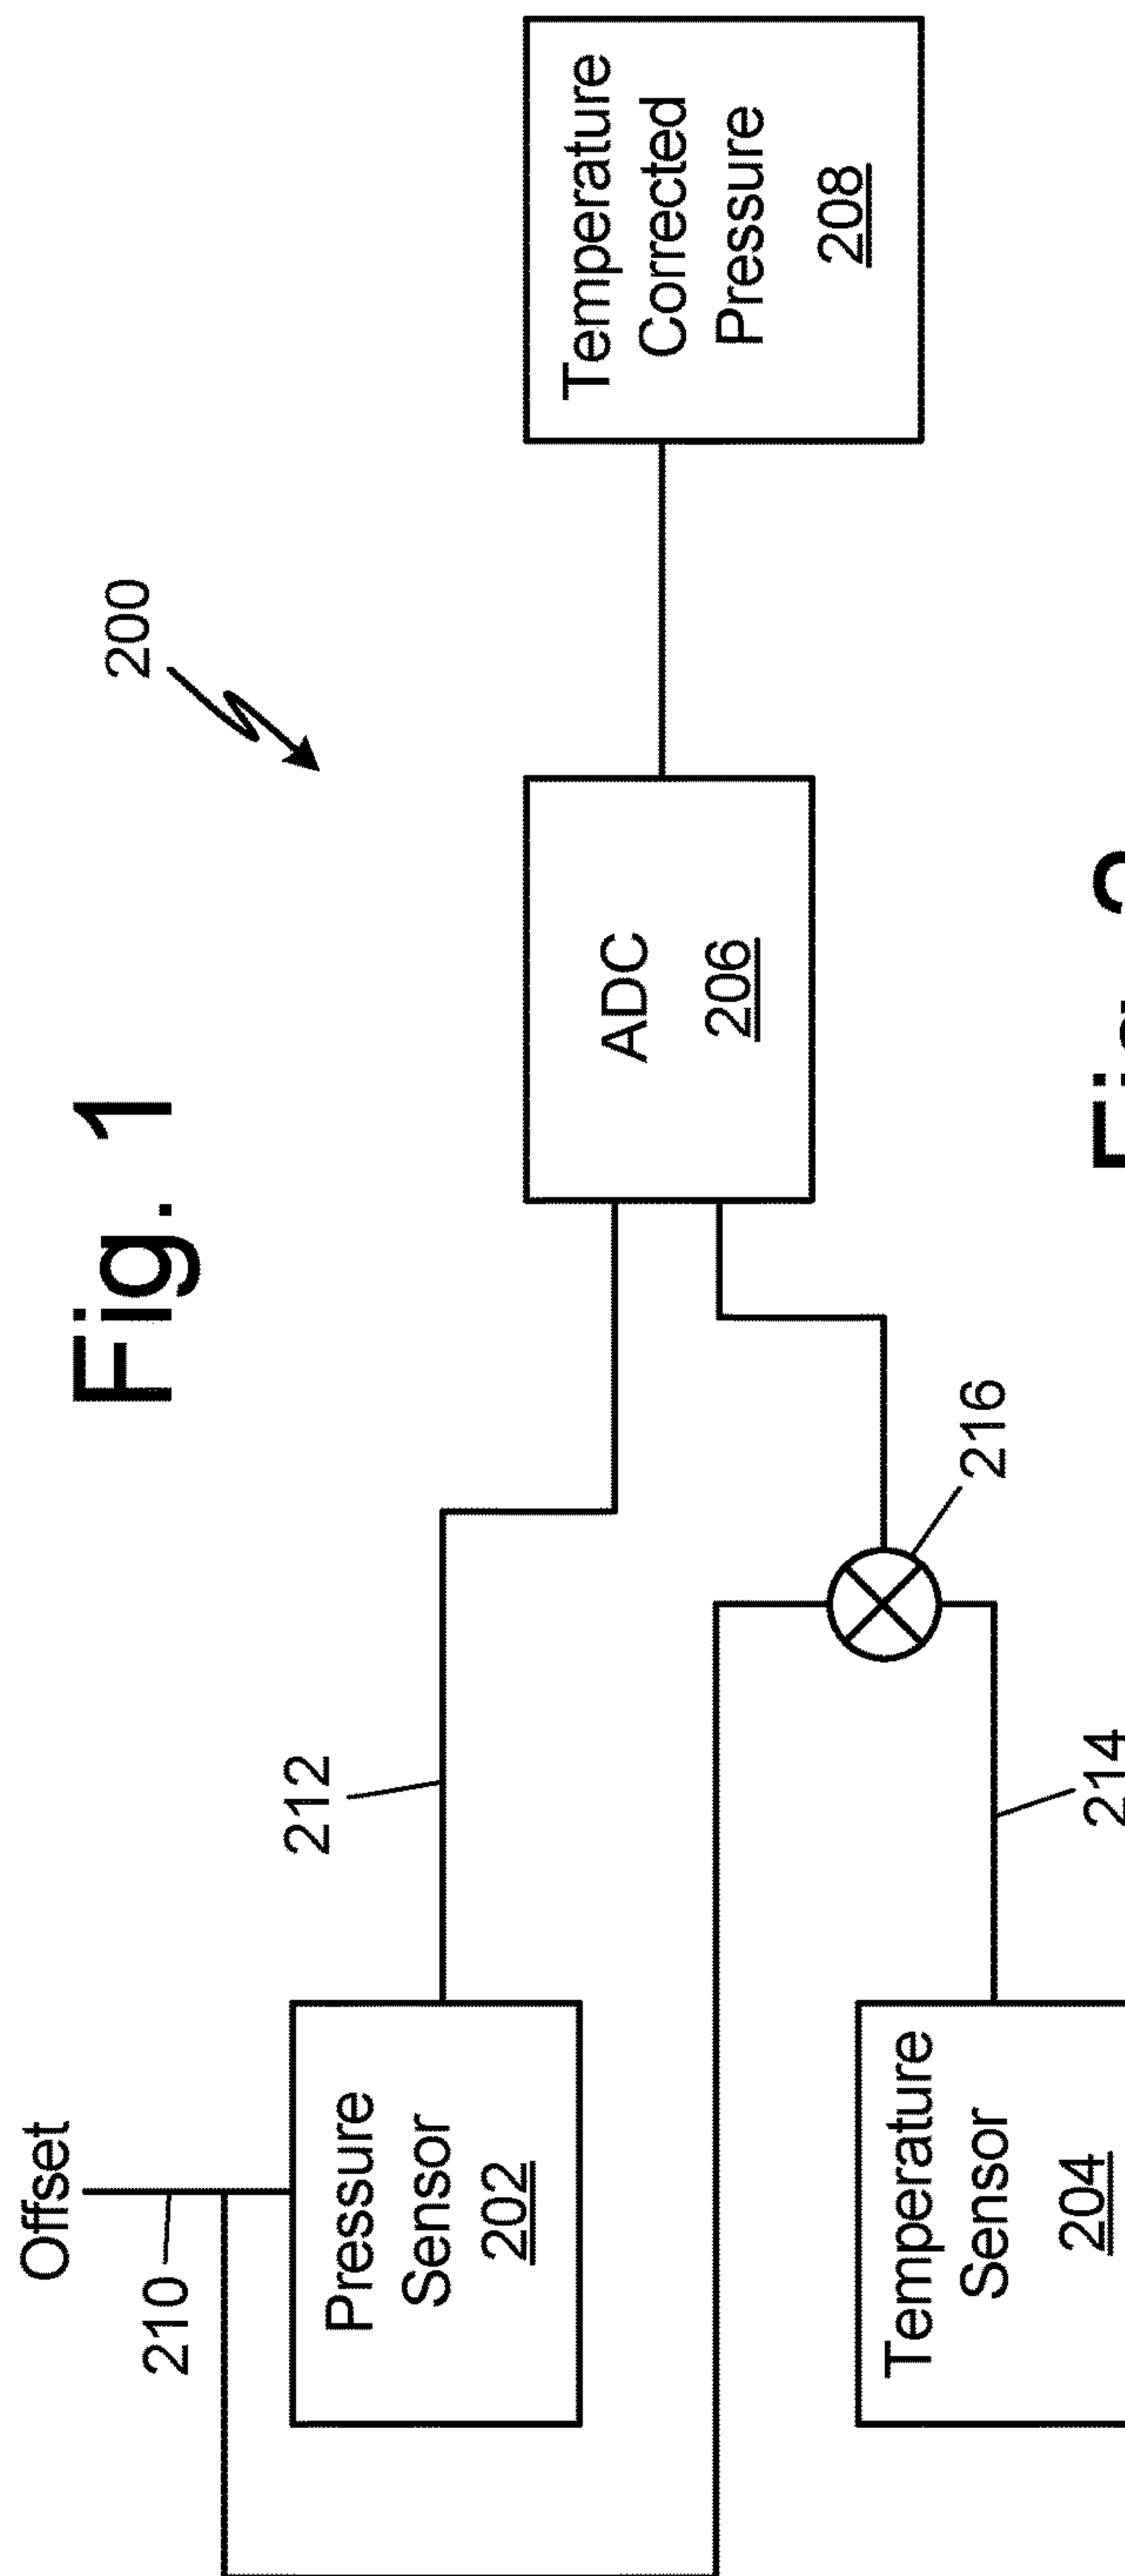 Fig. 1
200
Offset
210
Pressure
Sensor
202
212
ADC
206
Temperature
Corrected
Pressure
208
216
214
Temperature
Sensor
204